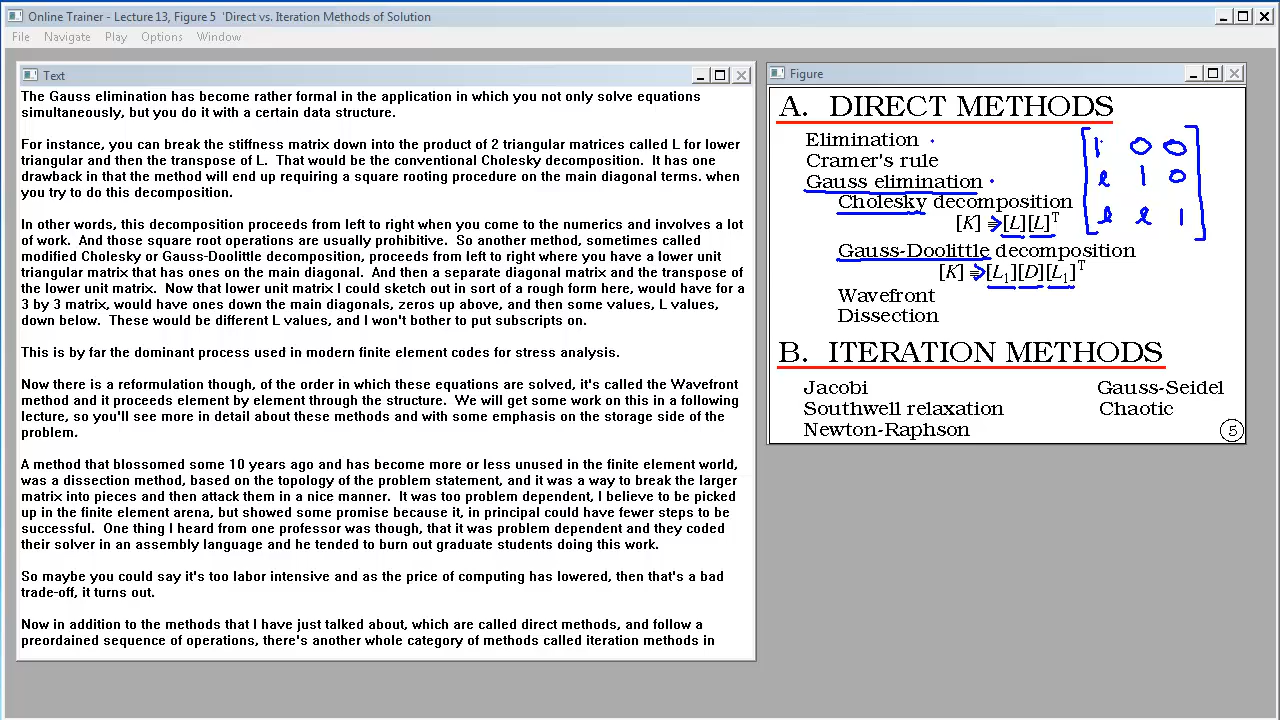 Online Trainer - Lecture 13, Figure 5 'Direct vs. Iteration Methods of Solution
File Navigate Play Options Window
Text
The Gauss elimination has become rather formal in the application in which you not only solve equations
simultaneously, but you do it with a certain data structure.
For instance, you can break the stiffness matrix down into the product of 2 triangular matrices called L for lower
triangular and then the transpose of L. That would be the conventional Cholesky decomposition. It has one
drawback in that the method will end up requiring a square rooting procedure on the main diagonal terms. when
you try to do this decomposition.
In other words, this decomposition proceeds from left to right when you come to the numerics and involves a lot
of work. And those square root operations are usually prohibitive. So another method, sometimes called
modified Cholesky or Gauss-Doolittle decomposition, proceeds from left to right where you have a lower unit
triangular matrix that has ones on the main diagonal. And then a separate diagonal matrix and the transpose of
the lower unit matrix. Now that lower unit matrix I could sketch out in sort of a rough form here, would have for a
3 by 3 matrix, would have ones down the main diagonals, zeros up above, and then some values, L values,
down below. These would be different L values, and I won't bother to put subscripts on.
This is by far the dominant process used in modern finite element codes for stress analysis.
Now there is a reformulation though, of the order in which these equations are solved, it's called the Wavefront
method and it proceeds element by element through the structure. We will get some work on this in a following
lecture, so you'll see more in detail about these methods and with some emphasis on the storage side of the
problem.
A method that blossomed some 10 years ago and has become more or less unused in the finite element world,
was a dissection method, based on the topology of the problem statement, and it was a way to break the larger
matrix into pieces and then attack them in a nice manner. It was too problem dependent, I believe to be picked
up in the finite element arena, but showed some promise because it, in principal could have fewer steps to be
successful. One thing I heard from one professor was though, that it was problem dependent and they coded
their solver in an assembly language and he tended to burn out graduate students doing this work.
So maybe you could say it's too labor intensive and as the price of computing has lowered, then that's a bad
trade-off, it turns out.
Now in addition to the methods that I have just talked about, which are called direct methods, and follow a
preordained sequence of operations, there's another whole category of methods called iteration methods in
Figure
A. DIRECT METHODS
Elimination
Cramer's rule
Gauss elimination
Cholesky decomposition
[K] ⇒ [L] [L]ᵀ
Gauss-Doolittle decomposition
[K] ⇒ [L₁] [D] [L₁]ᵀ
Wavefront
Dissection
1 0 0
l 1 0
l l 1
B. ITERATION METHODS
Jacobi Gauss-Seidel
Southwell relaxation Chaotic
Newton-Raphson
5